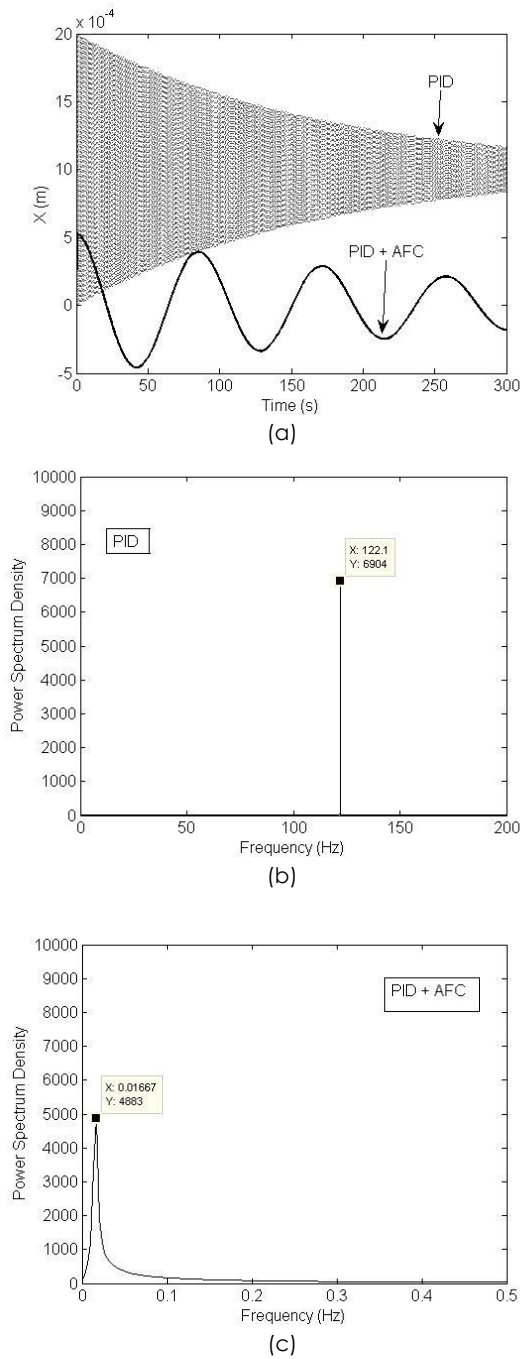 x 10^-4
20
15
10
5
0
-5
X (m)
PID
PID + AFC
0 50 100 150 200 250 300
Time (s)
(a)
10000
9000
8000
7000
6000
5000
4000
3000
2000
1000
0
Power Spectrum Density
PID
X: 122.1
Y: 6904
0 50 100 150 200
Frequency (Hz)
(b)
10000
9000
8000
7000
6000
5000
4000
3000
2000
1000
0
Power Spectrum Density
PID + AFC
X: 0.01667
Y: 4883
0 0.1 0.2 0.3 0.4 0.5
Frequency (Hz)
(c)